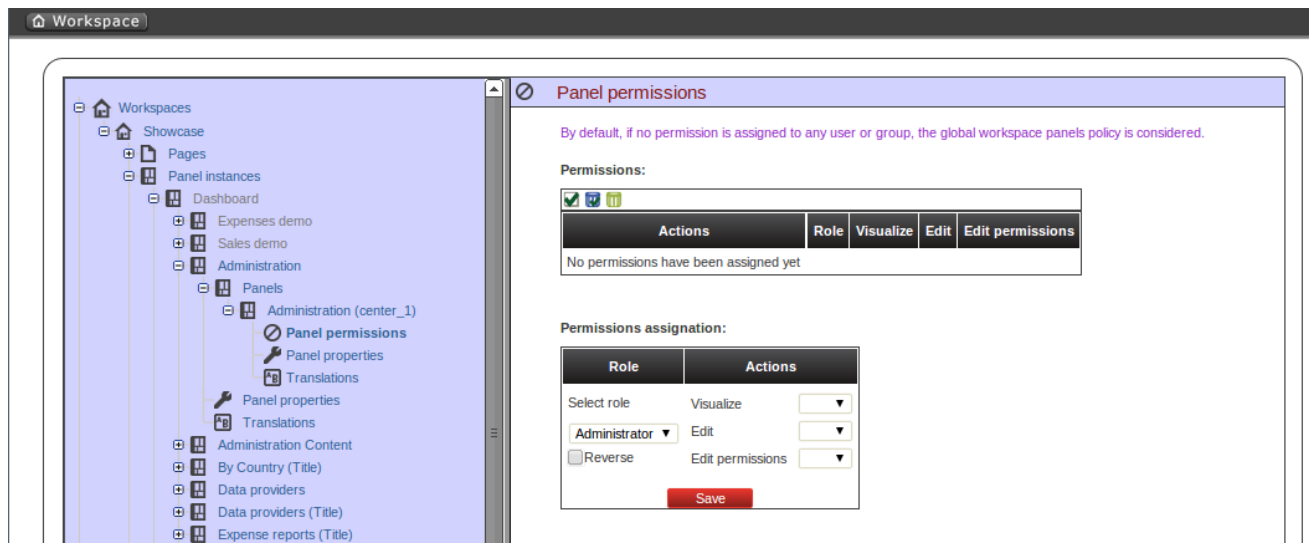 Workspace
Workspaces
Showcase
Pages
Panel instances
Dashboard
Expenses demo
Sales demo
Administration
Panels
Administration (center_1)
Panel permissions
Panel properties
Translations
Panel properties
Translations
Administration Content
By Country (Title)
Data providers
Data providers (Title)
Expense reports (Title)
Panel permissions
By default, if no permission is assigned to any user or group, the global workspace panels policy is considered.
Permissions:
Actions Role Visualize Edit Edit permissions
No permissions have been assigned yet
Permissions assignation:
Role Actions
Select role Visualize
Administrator Edit
Reverse Edit permissions
Save